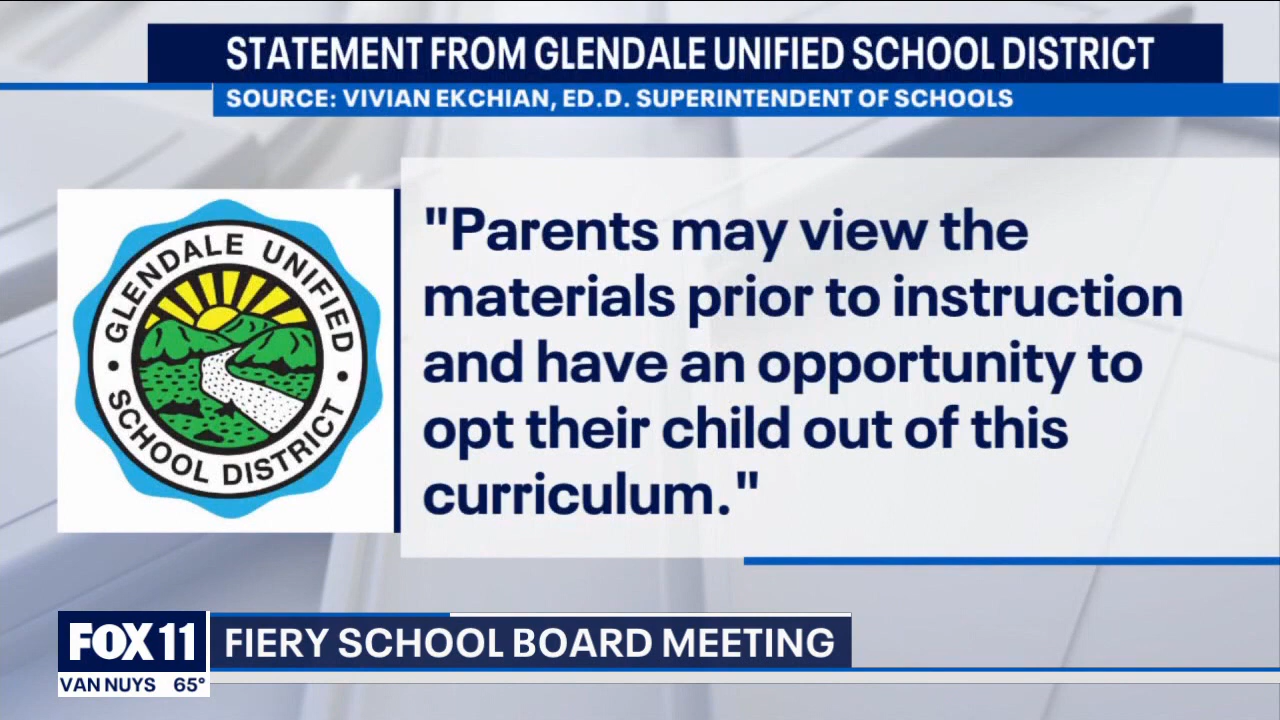 STATEMENT FROM GLENDALE UNIFIED SCHOOL DISTRICT
SOURCE: VIVIAN EKCHIAN, ED.D. SUPERINTENDENT OF SCHOOLS
GLENDALE UNIFIED
• SCHOOL DISTRICT •
"Parents may view the
materials prior to instruction
and have an opportunity to
opt their child out of this
curriculum."
FOX 11
FIERY SCHOOL BOARD MEETING
VAN NUYS 65°